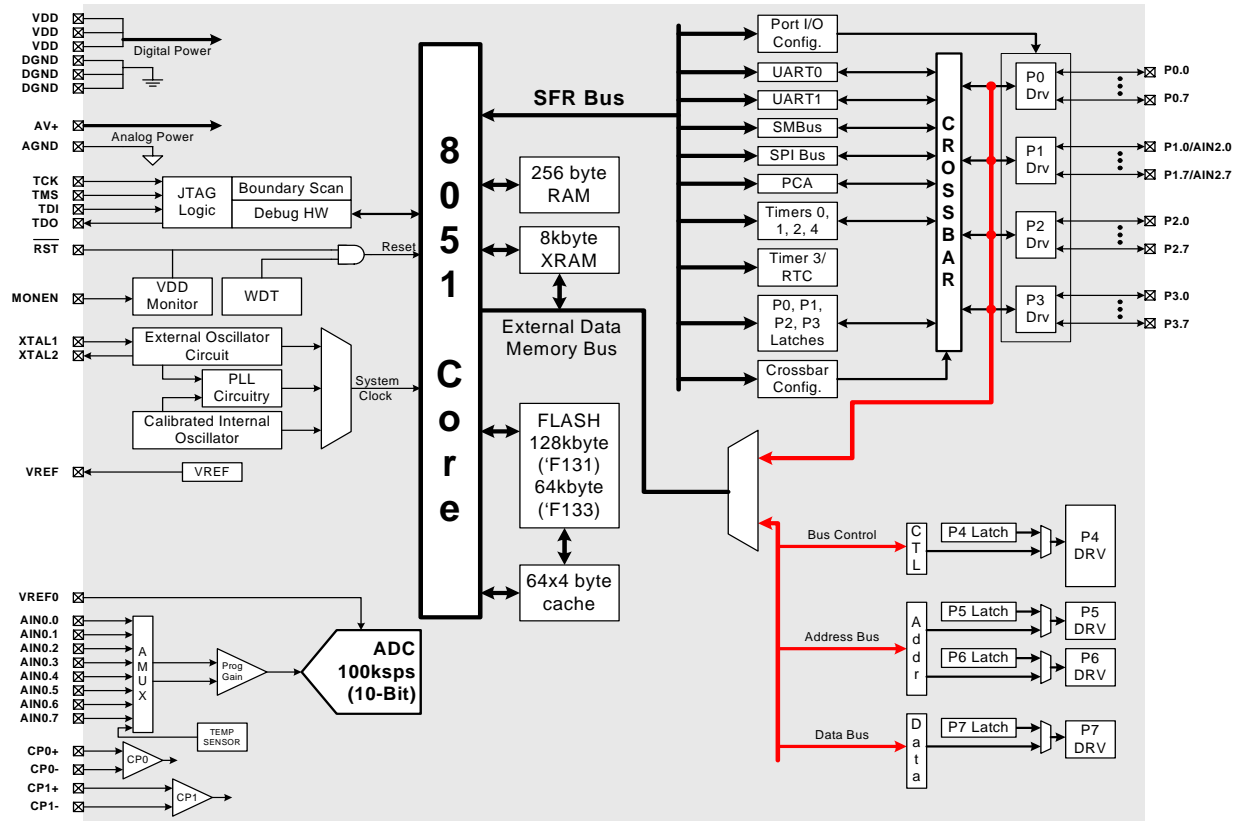 VDD
VDD
VDD
Digital Power
DGND
DGND
DGND
AV+
Analog Power
AGND
TCK
TMS
TDI
TDO
JTAG
Logic
Boundary Scan
Debug HW
RST
Reset
VDD
Monitor
WDT
MONEN
XTAL1
XTAL2
External Oscillator
Circuit
PLL
Circuitry
Calibrated Internal
Oscillator
System
Clock
VREF
VREF
VREF0
AIN0.0
AIN0.1
AIN0.2
AIN0.3
AIN0.4
AIN0.5
AIN0.6
AIN0.7
AMUX
Prog
Gain
ADC
100ksps
(10-Bit)
TEMP
SENSOR
CP0+
CP0-
CP0
CP1+
CP1-
CP1
8051 Core
SFR Bus
256 byte
RAM
8kbyte
XRAM
External Data
Memory Bus
FLASH
128kbyte
(‘F131)
64kbyte
(‘F133)
64x4 byte
cache
Port I/O
Config.
UART0
UART1
SMBus
SPI Bus
PCA
Timers 0,
1, 2, 4
Timer 3/
RTC
P0, P1,
P2, P3
Latches
Crossbar
Config.
CROSSBAR
P0
Drv
P1
Drv
P2
Drv
P3
Drv
P0.0
P0.7
P1.0/AIN2.0
P1.7/AIN2.7
P2.0
P2.7
P3.0
P3.7
Bus Control
CTL
P4 Latch
P4
DRV
Address Bus
Addr
P5 Latch
P5
DRV
P6 Latch
P6
DRV
Data Bus
Data
P7 Latch
P7
DRV